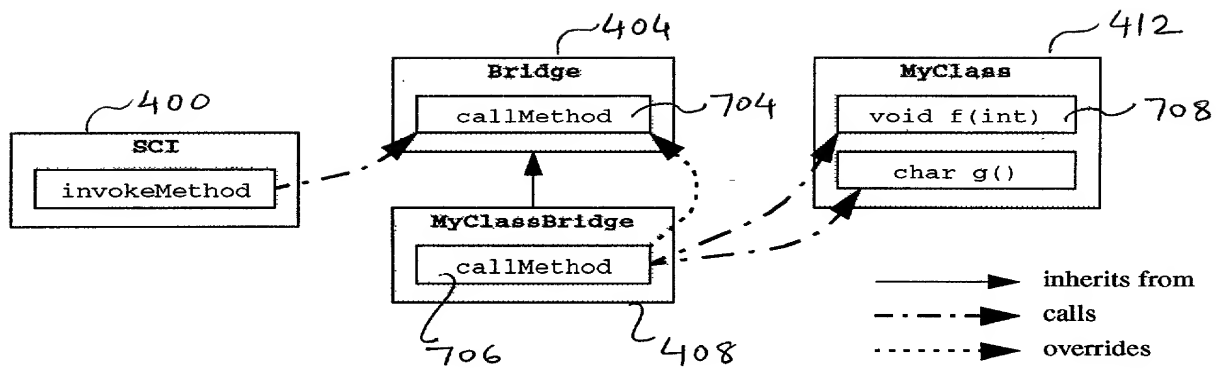 404
412
Bridge
MyClass
400
callMethod
704
void f(int)
708
SCI
invokeMethod
char g()
MyClassBridge
callMethod
inherits from
calls
706
408
overrides